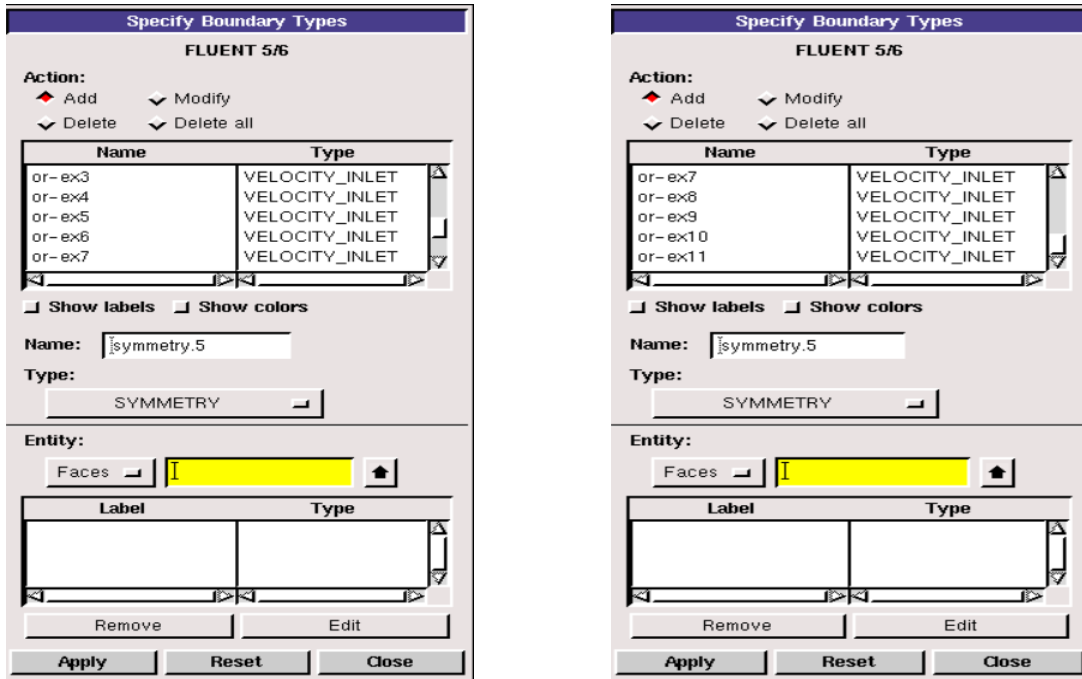 Specify Boundary Types
FLUENT 5/6
Action:
Add Modify
Delete Delete all
Name Type
or-ex3 VELOCITY_INLET
or-ex4 VELOCITY_INLET
or-ex5 VELOCITY_INLET
or-ex6 VELOCITY_INLET
or-ex7 VELOCITY_INLET
Show labels Show colors
Name: symmetry.5
Type:
SYMMETRY
Entity:
Faces
Label Type
Remove Edit
Apply Reset Close
Specify Boundary Types
FLUENT 5/6
Action:
Add Modify
Delete Delete all
Name Type
or-ex7 VELOCITY_INLET
or-ex8 VELOCITY_INLET
or-ex9 VELOCITY_INLET
or-ex10 VELOCITY_INLET
or-ex11 VELOCITY_INLET
Show labels Show colors
Name: symmetry.5
Type:
SYMMETRY
Entity:
Faces
Label Type
Remove Edit
Apply Reset Close